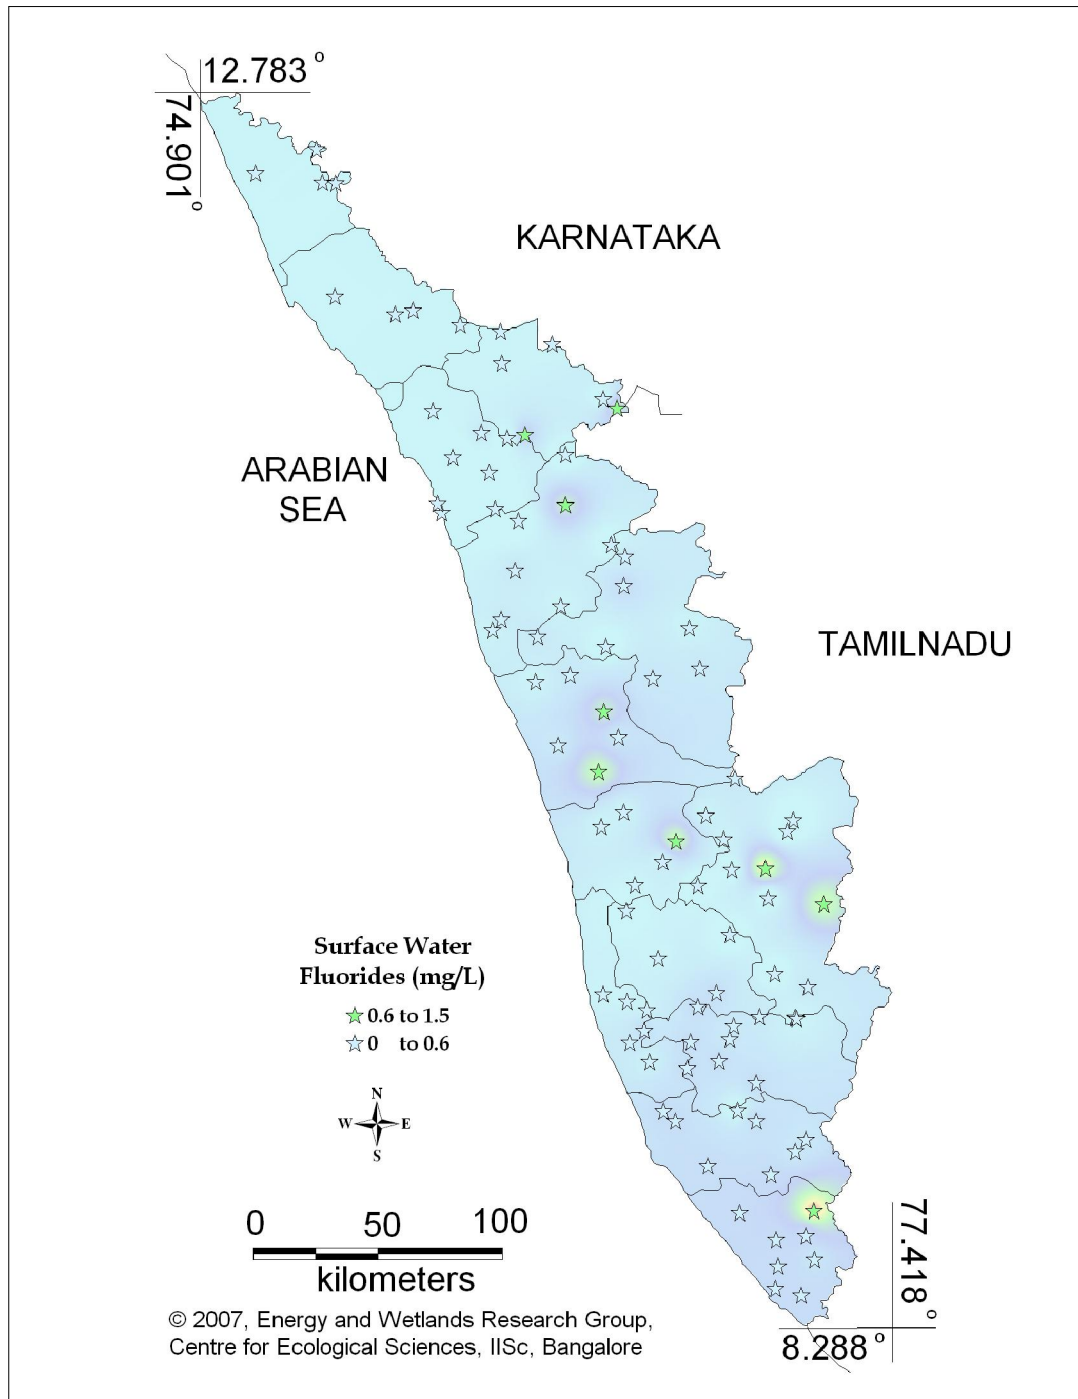 12.783 °
74.901 °
KARNATAKA
ARABIAN
SEA
TAMILNADU
Surface Water
Fluorides (mg/L)
0.6 to 1.5
0 to 0.6
N
W E
S
0 50 100
kilometers
77.418 °
8.288 °
© 2007, Energy and Wetlands Research Group,
Centre for Ecological Sciences, IISc, Bangalore